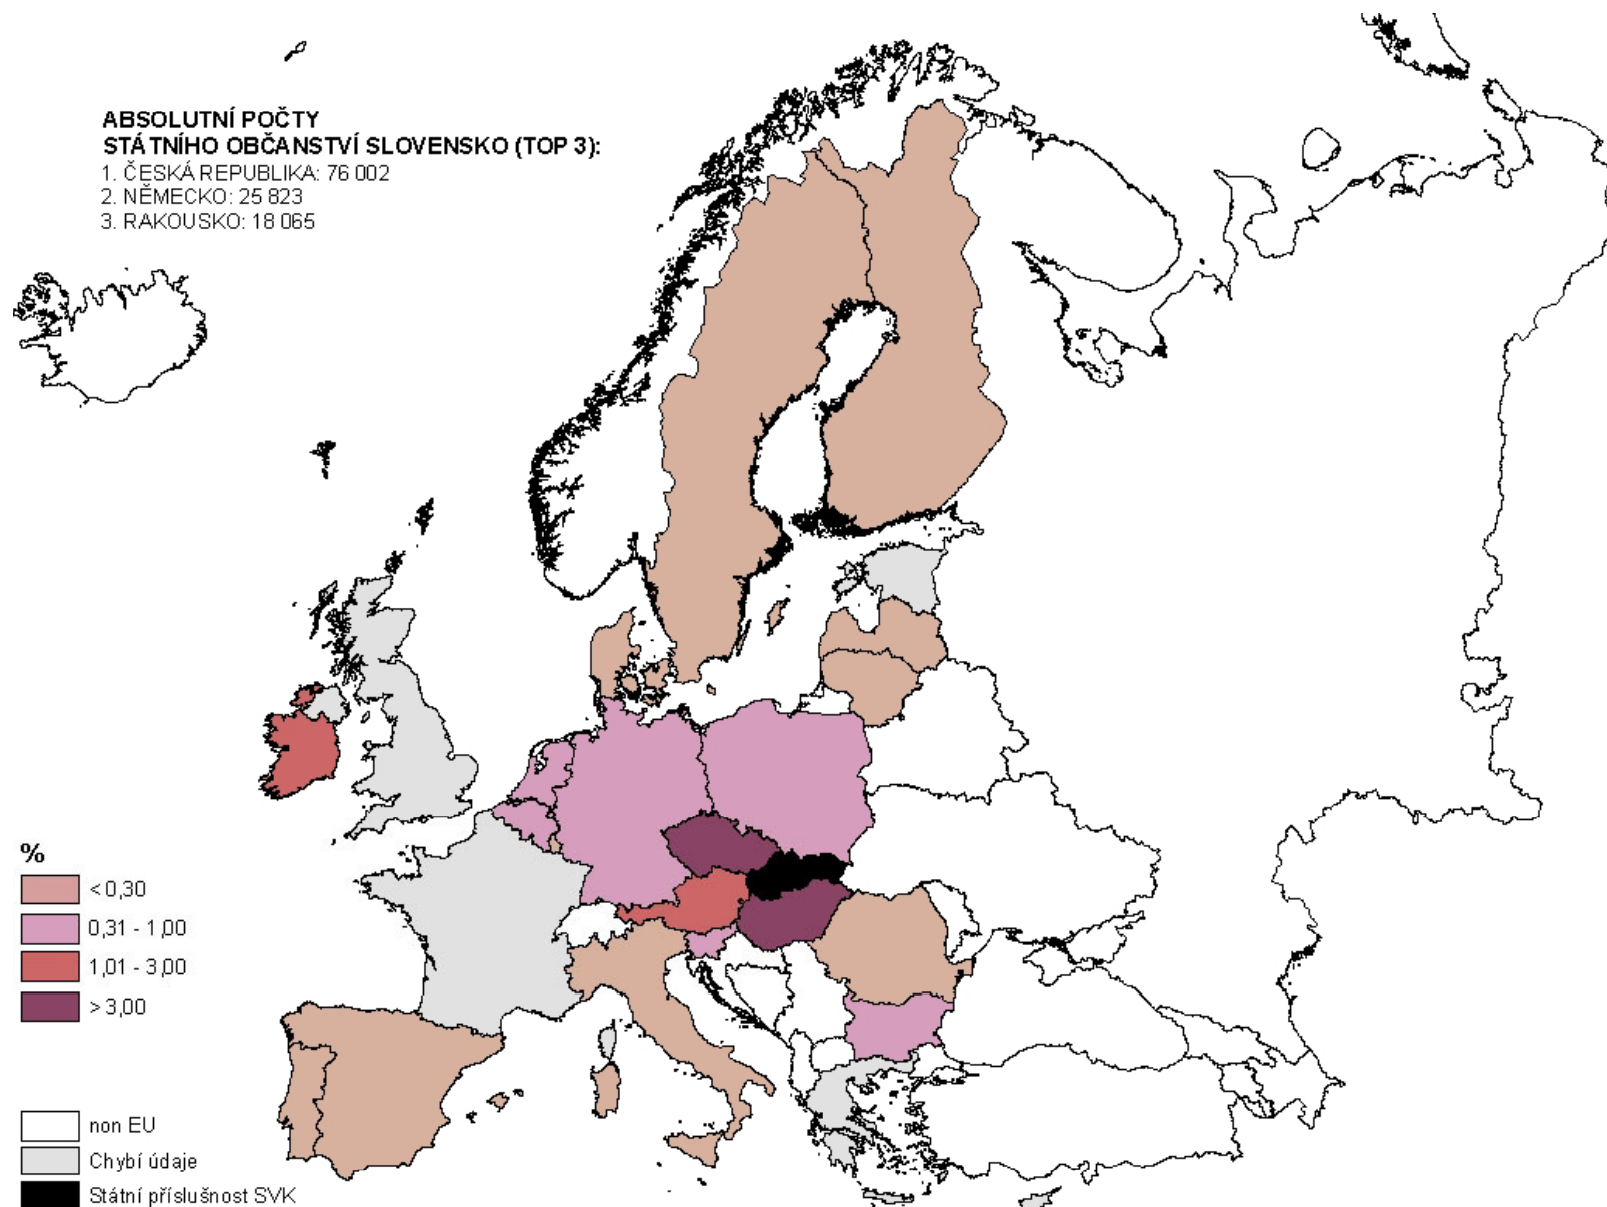 ABSOLUTNÍ POČTY
STÁTNÍHO OBČANSTVÍ SLOVENSKO (TOP 3):
1. ČESKÁ REPUBLIKA: 76 002
2. NĚMECKO: 25 823
3. RAKOUSKO: 18 065
%
< 0,30
0,31 - 1,00
1,01 - 3,00
> 3,00
non EU
Chybí údaje
Státní příslušnost SVK